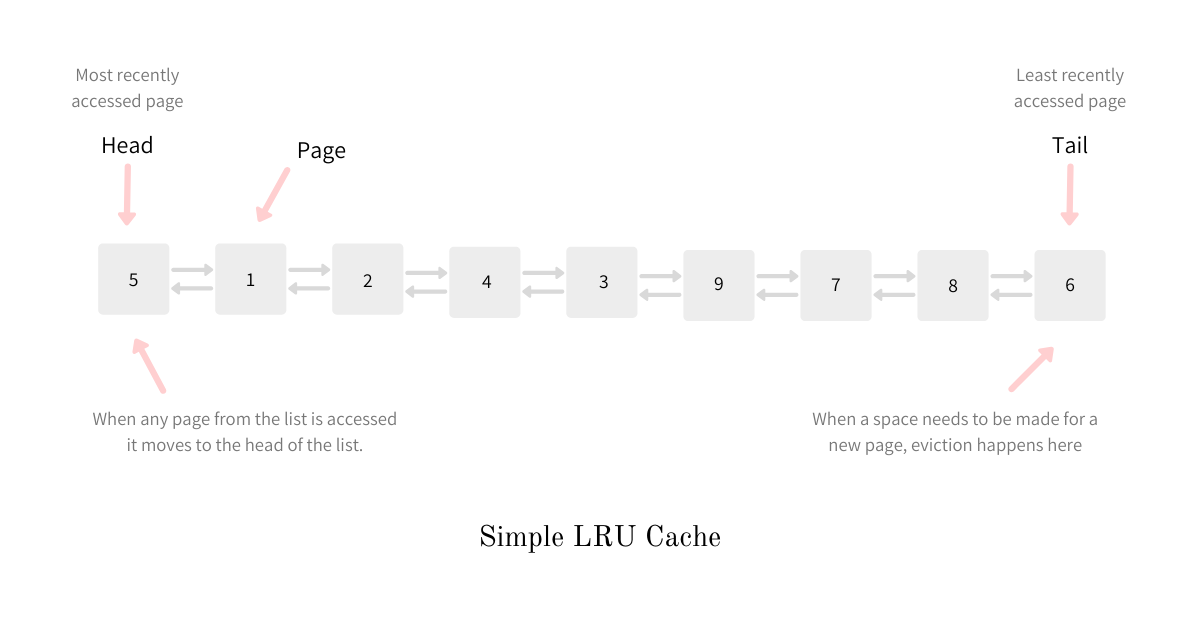 Most recently
accessed page
Least recently
accessed page
Head
Page
Tail
5
1
2
4
3
9
7
8
6
When any page from the list is accessed
it moves to the head of the list.
When a space needs to be made for a
new page, eviction happens here
Simple LRU Cache